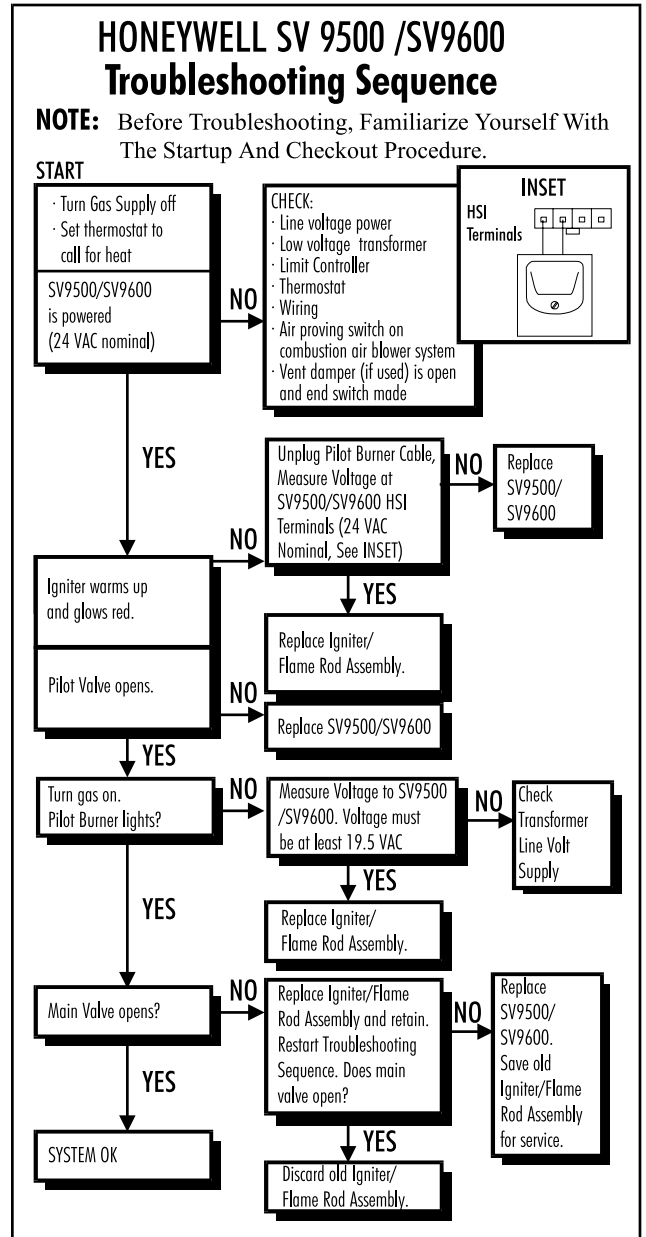 HONEYWELL SV 9500 /SV9600
Troubleshooting Sequence
NOTE: Before Troubleshooting, Familiarize Yourself With
The Startup And Checkout Procedure.
START
· Turn Gas Supply off
· Set thermostat to
call for heat
SV9500/SV9600
is powered
(24 VAC nominal)
NO
CHECK:
· Line voltage power
· Low voltage transformer
· Limit Controller
· Thermostat
· Wiring
· Air proving switch on
combustion air blower system
· Vent damper (if used) is open
and end switch made
INSET
HSI
Terminals
YES
Igniter warms up
and glows red.
NO
Unplug Pilot Burner Cable,
Measure Voltage at
SV9500/SV9600 HSI
Terminals (24 VAC
Nominal, See INSET)
NO
Replace
SV9500/
SV9600
YES
Replace Igniter/
Flame Rod Assembly.
Pilot Valve opens.
NO
Replace SV9500/SV9600
YES
Turn gas on.
Pilot Burner lights?
NO
Measure Voltage to SV9500
/SV9600. Voltage must
be at least 19.5 VAC
NO
Check
Transformer
Line Volt
Supply
YES
Replace Igniter/
Flame Rod Assembly.
YES
Main Valve opens?
NO
Replace Igniter/Flame
Rod Assembly and retain.
Restart Troubleshooting
Sequence. Does main
valve open?
NO
Replace
SV9500/
SV9600.
Save old
Igniter/Flame
Rod Assembly
for service.
YES
Discard old Igniter/
Flame Rod Assembly.
YES
SYSTEM OK